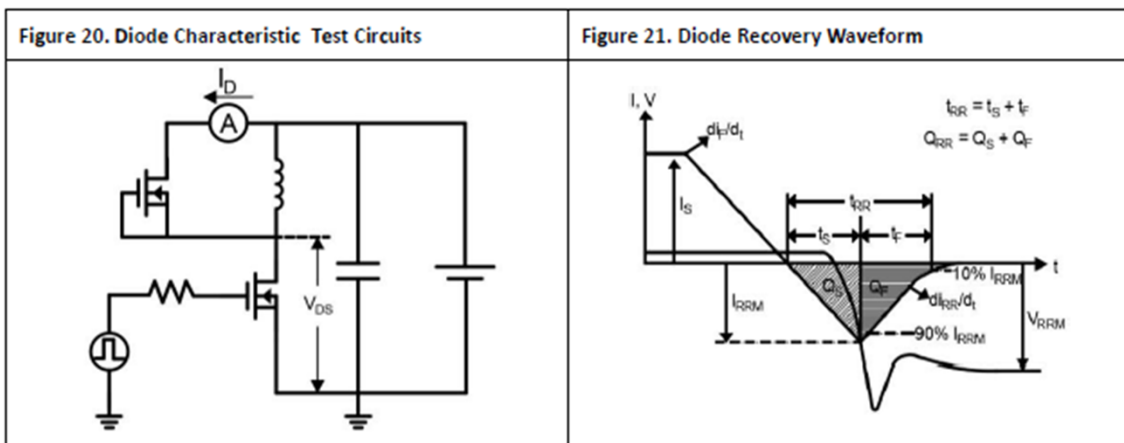 Figure 20. Diode Characteristic Test Circuits
Figure 21. Diode Recovery Waveform
I_D
A
V_DS
I, V
di_F/d_t
t_RR = t_S + t_F
Q_RR = Q_S + Q_F
I_S
t_RR
t_S
t_F
t
Q_S
Q_F
10% I_RRM
di_RR/d_t
I_RRM
90% I_RRM
V_RRM